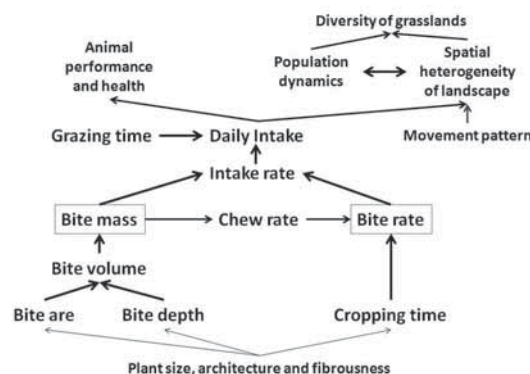 Diversity of grasslands
Animal
performance
and health
Population
dynamics
Spatial
heterogeneity
of landscape
Grazing time
Daily Intake
Movement pattern
Intake rate
Bite mass
Chew rate
Bite rate
Bite volume
Bite are
Bite depth
Cropping time
Plant size, architecture and fibrousness